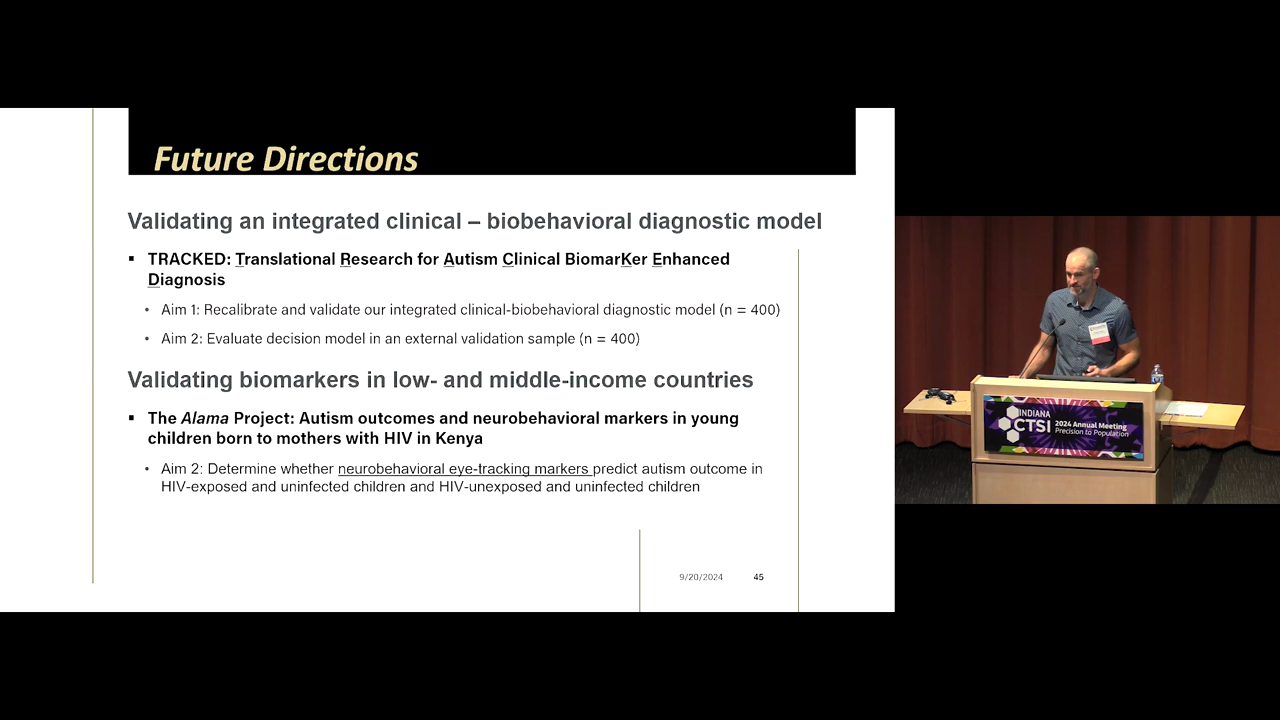 Future Directions
Validating an integrated clinical – biobehavioral diagnostic model
▪ TRACKED: Translational Research for Autism Clinical BiomarKer Enhanced
Diagnosis
• Aim 1: Recalibrate and validate our integrated clinical-biobehavioral diagnostic model (n = 400)
• Aim 2: Evaluate decision model in an external validation sample (n = 400)
Validating biomarkers in low- and middle-income countries
▪ The Alama Project: Autism outcomes and neurobehavioral markers in young
children born to mothers with HIV in Kenya
• Aim 2: Determine whether neurobehavioral eye-tracking markers predict autism outcome in
HIV-exposed and uninfected children and HIV-unexposed and uninfected children
9/20/2024 45
INDIANA
CTSI
2024 Annual Meeting
Precision to Population